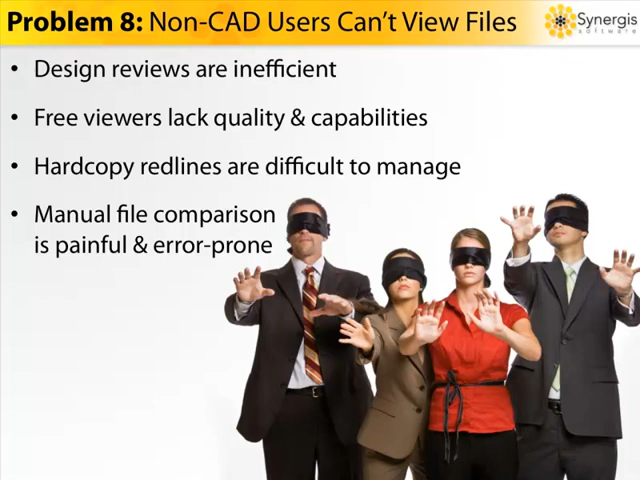 Problem 8: Non-CAD Users Can't View Files
Synergis
software
• Design reviews are inefficient
• Free viewers lack quality & capabilities
• Hardcopy redlines are difficult to manage
• Manual file comparison
is painful & error-prone